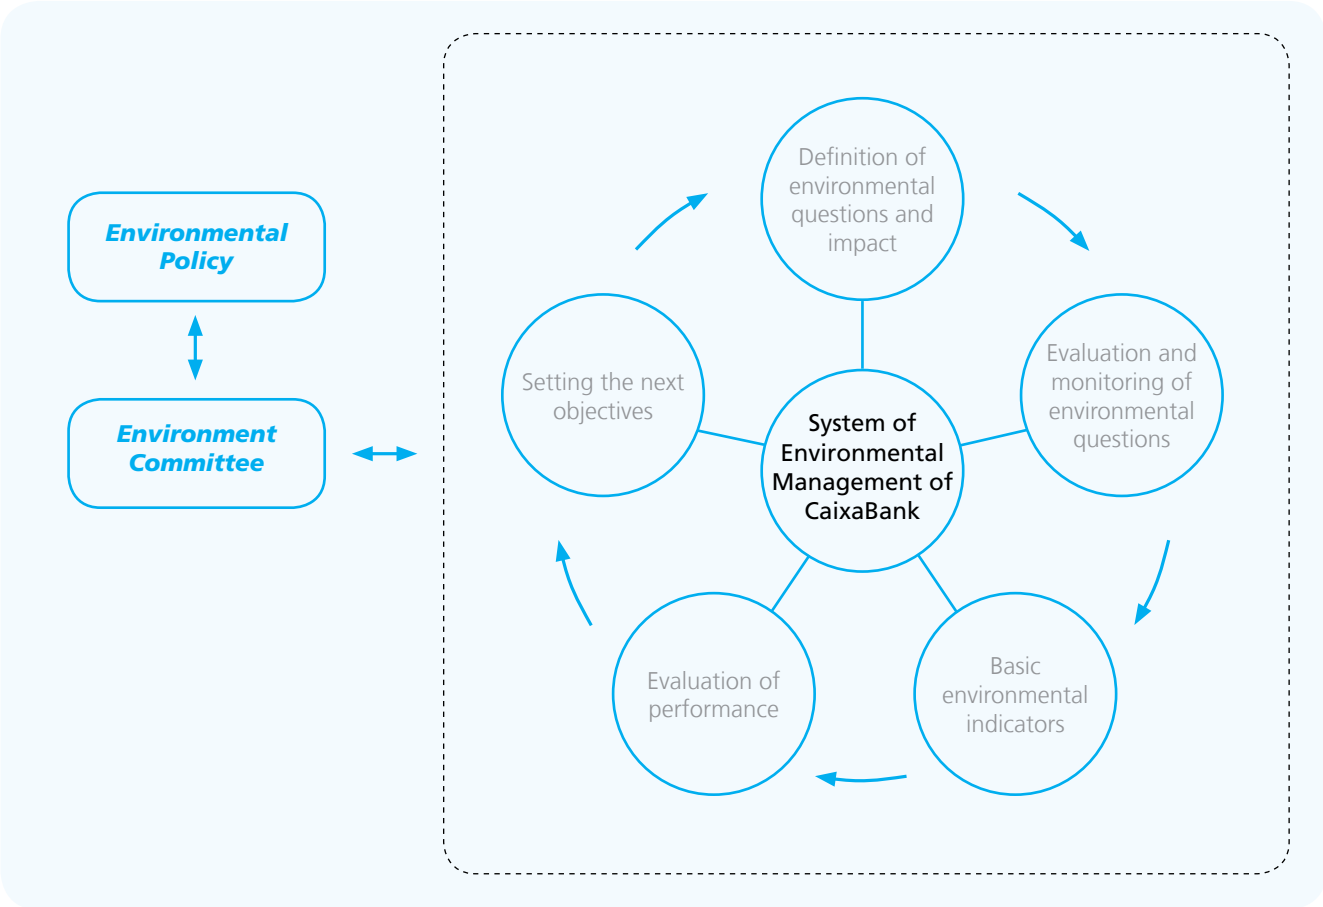 Environmental
Policy
Environment
Committee
Definition of
environmental
questions and
impact
Evaluation and
monitoring of
environmental
questions
Basic
environmental
indicators
Evaluation of
performance
Setting the next
objectives
System of
Environmental
Management of
CaixaBank